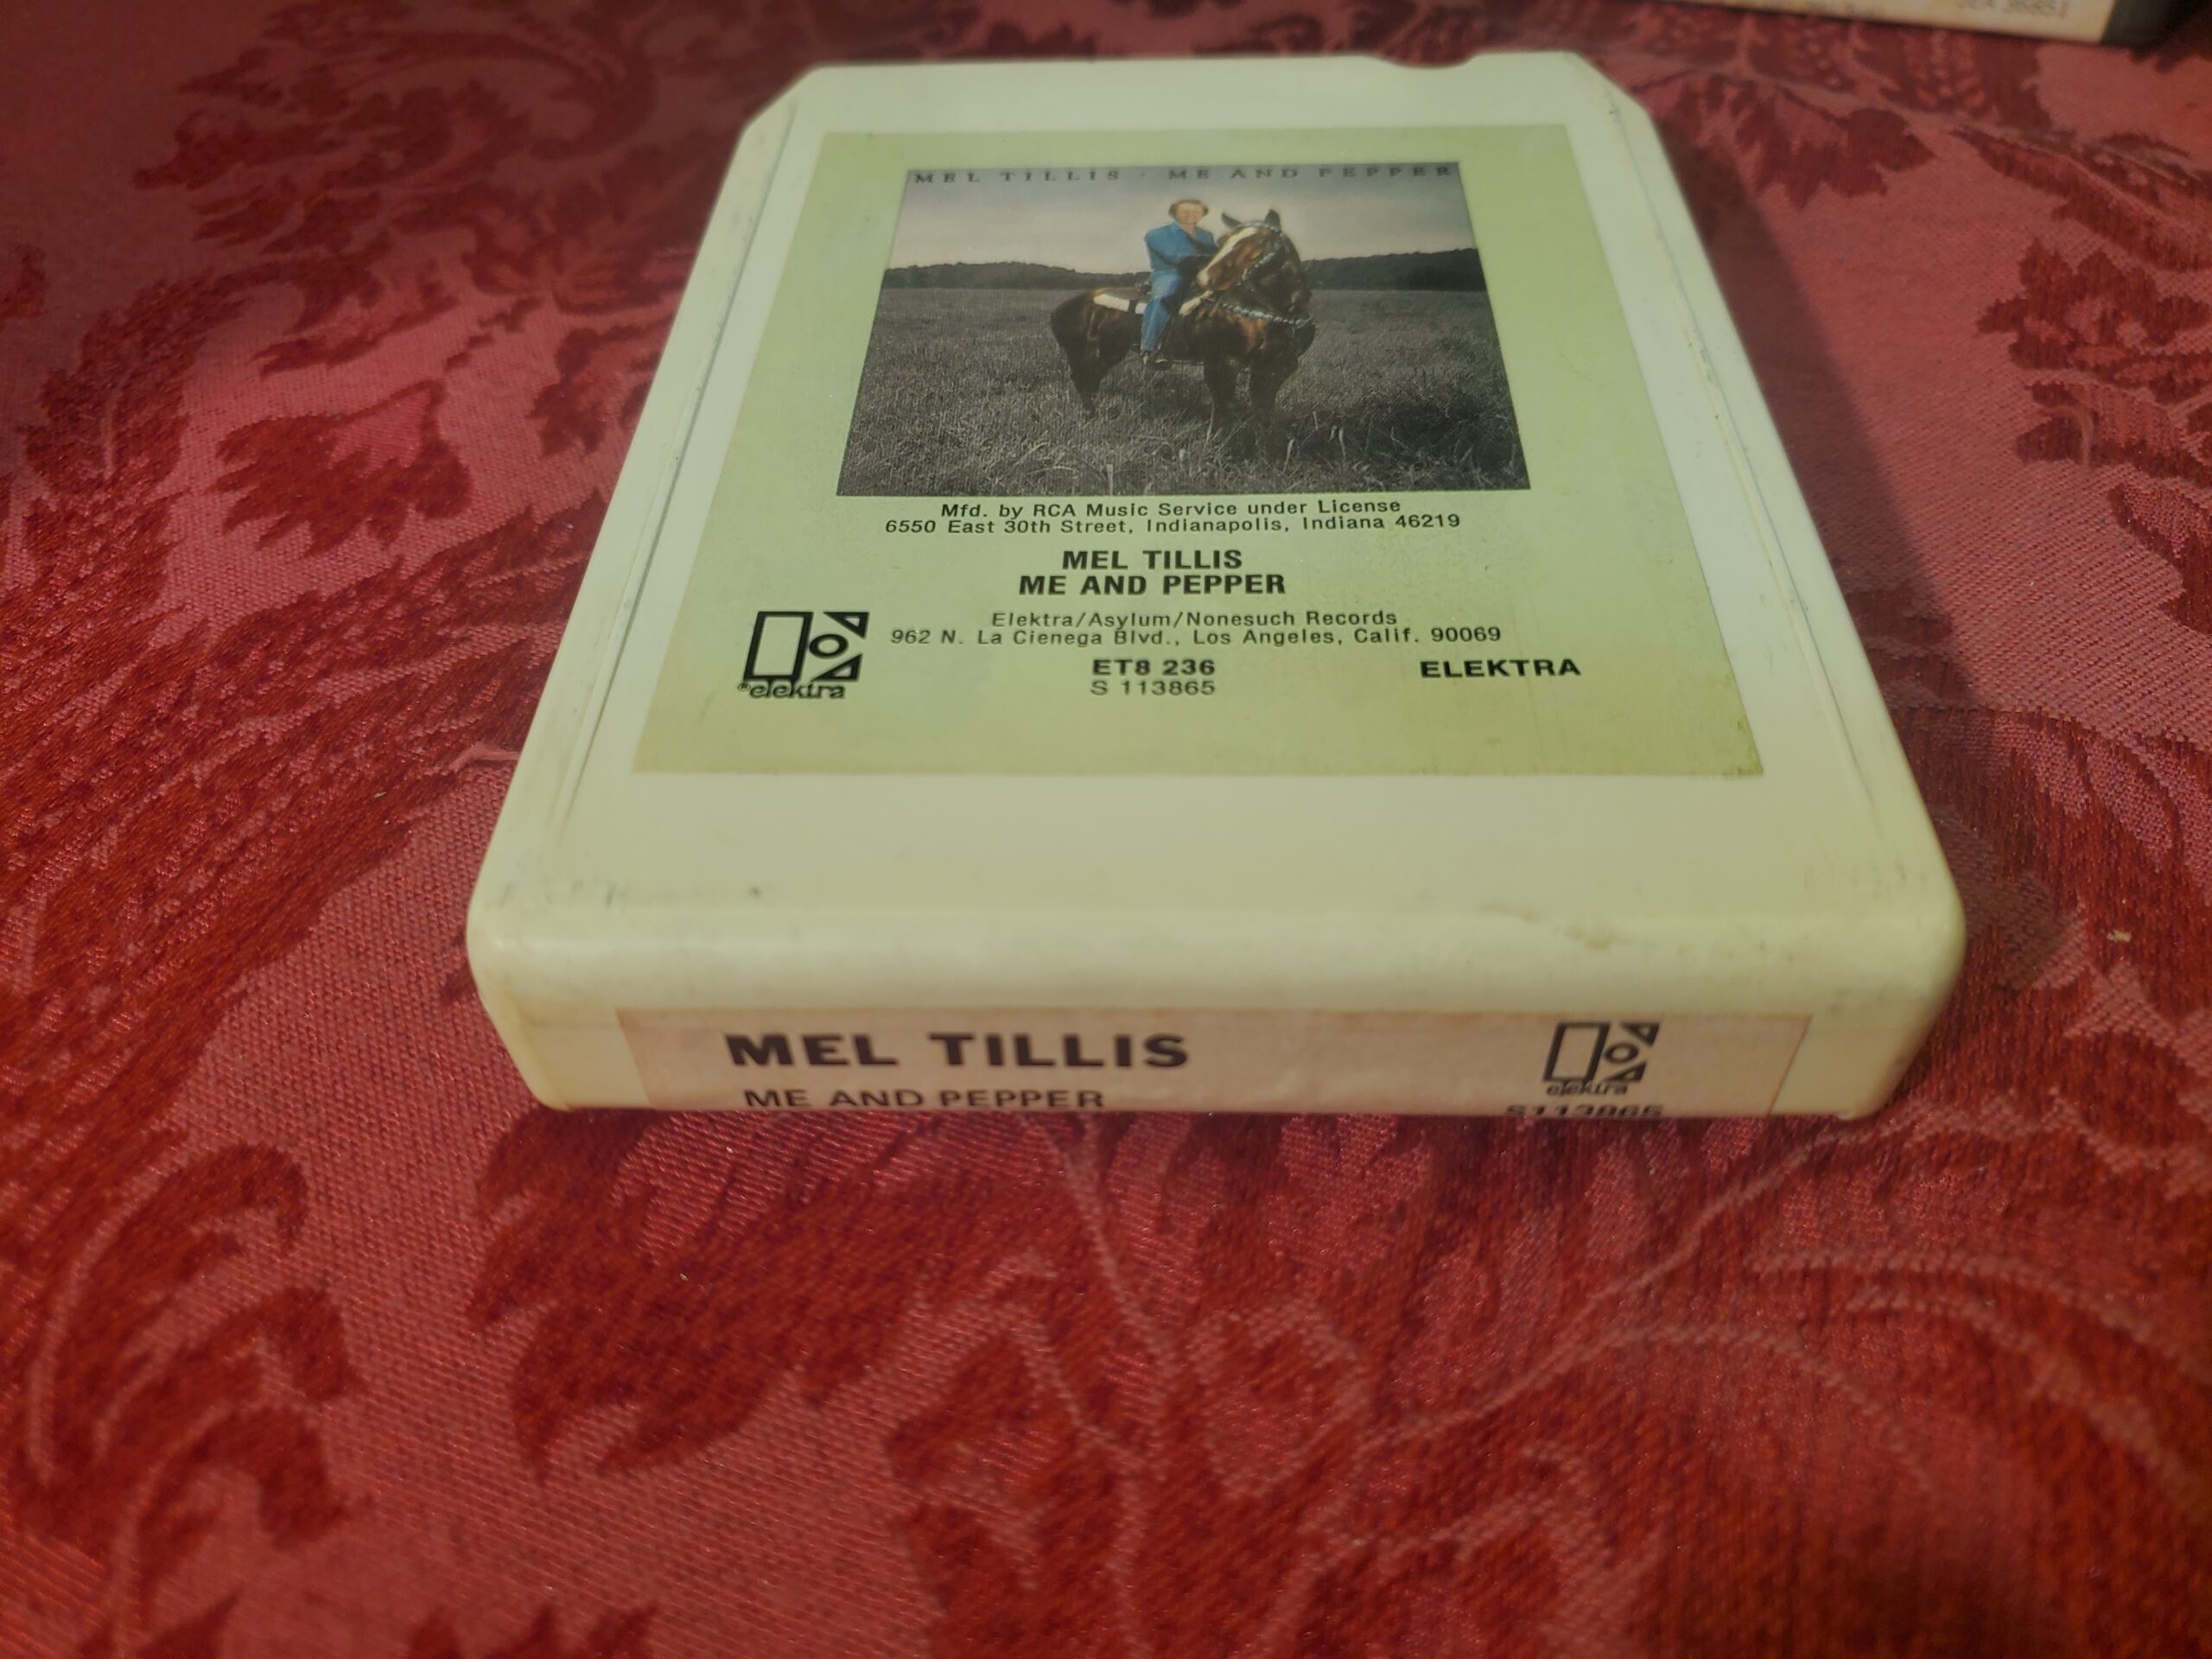 MEL TILLIS · ME AND PEPPER
Mfd. by RCA Music Service under License
6550 East 30th Street, Indianapolis, Indiana 46219
MEL TILLIS
ME AND PEPPER
Elektra/Asylum/Nonesuch Records
962 N. La Cienega Blvd., Los Angeles, Calif. 90069
®elektra
ET8 236
ELEKTRA
S 113865
MEL TILLIS
ME AND PEPPER
elektra
S113865